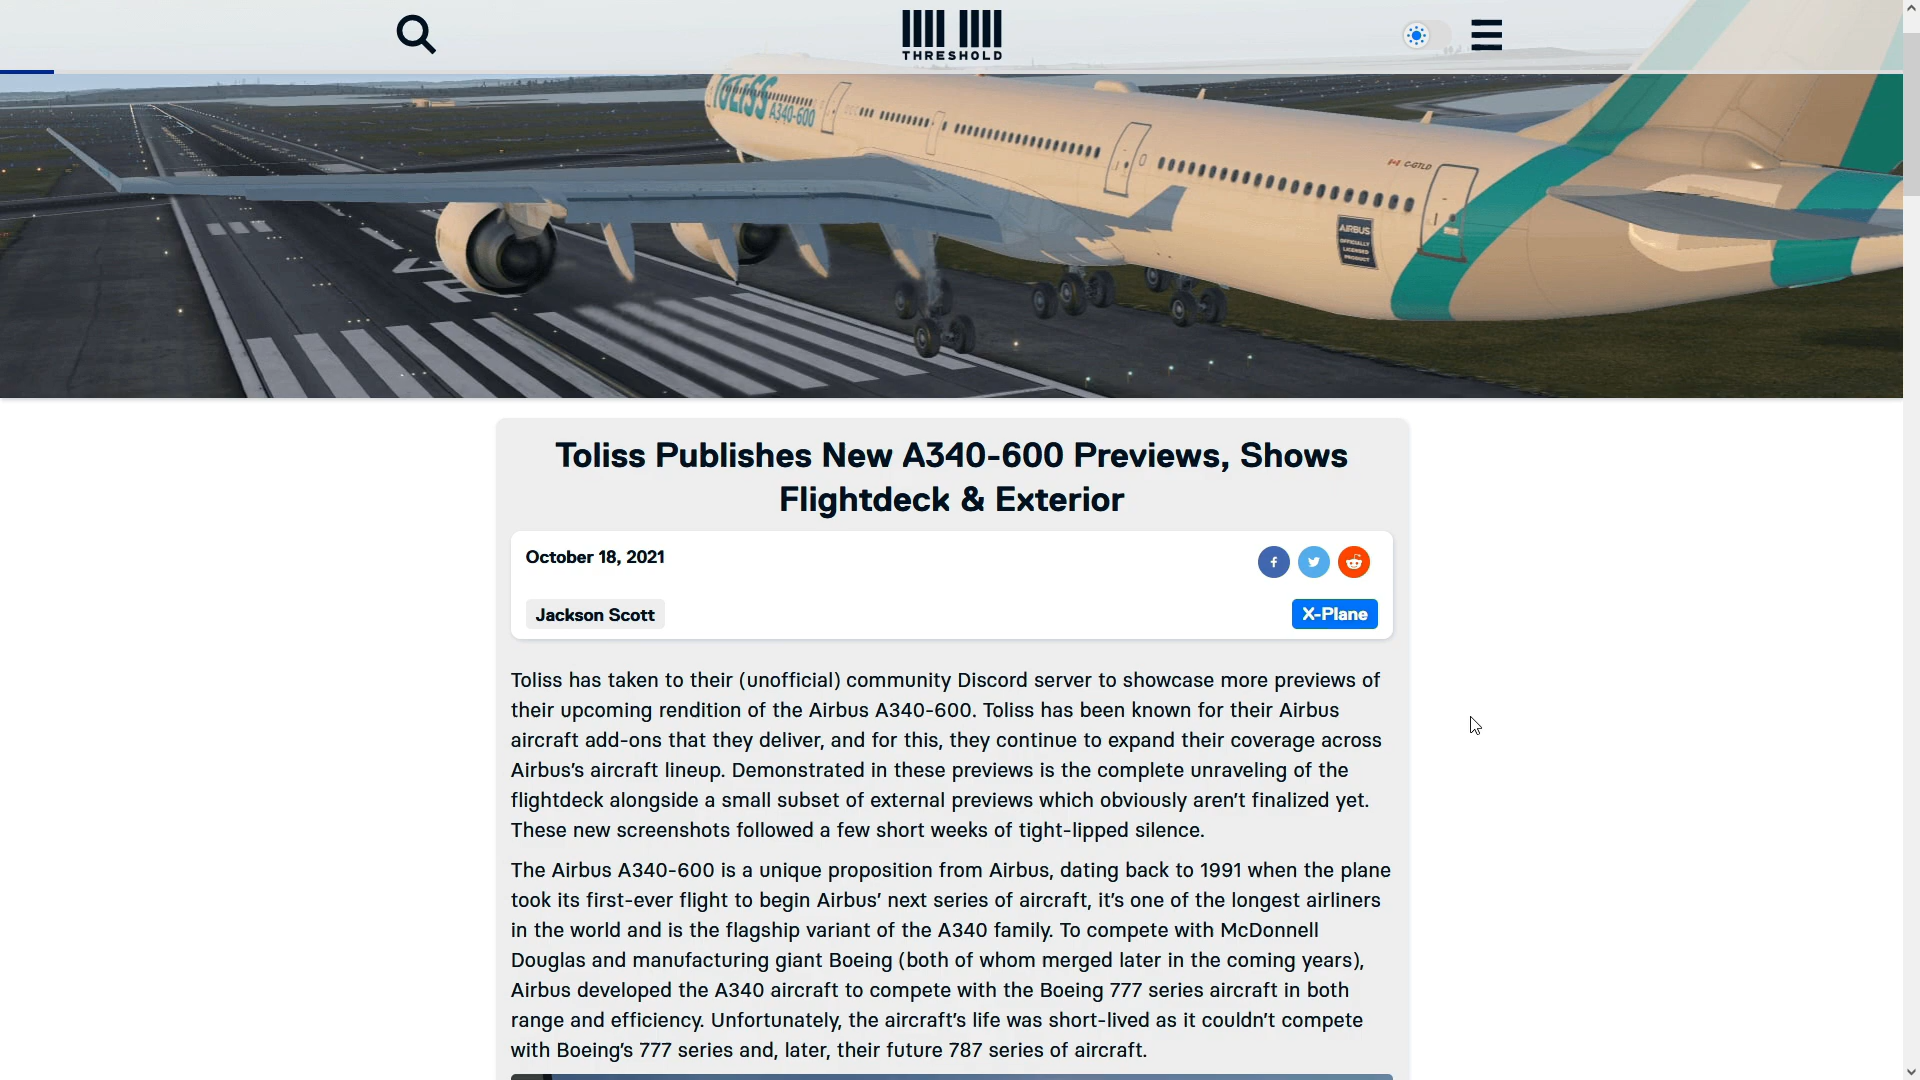 THRESHOLD
TOLISS
A340-600
C-GTLD
AIRBUS
OFFICIALLY
LICENSED
PRODUCT
Toliss Publishes New A340-600 Previews, Shows
Flightdeck & Exterior
October 18, 2021
Jackson Scott
X-Plane
Toliss has taken to their (unofficial) community Discord server to showcase more previews of
their upcoming rendition of the Airbus A340-600. Toliss has been known for their Airbus
aircraft add-ons that they deliver, and for this, they continue to expand their coverage across
Airbus’s aircraft lineup. Demonstrated in these previews is the complete unraveling of the
flightdeck alongside a small subset of external previews which obviously aren’t finalized yet.
These new screenshots followed a few short weeks of tight-lipped silence.
The Airbus A340-600 is a unique proposition from Airbus, dating back to 1991 when the plane
took its first-ever flight to begin Airbus’ next series of aircraft, it’s one of the longest airliners
in the world and is the flagship variant of the A340 family. To compete with McDonnell
Douglas and manufacturing giant Boeing (both of whom merged later in the coming years),
Airbus developed the A340 aircraft to compete with the Boeing 777 series aircraft in both
range and efficiency. Unfortunately, the aircraft’s life was short-lived as it couldn’t compete
with Boeing’s 777 series and, later, their future 787 series of aircraft.